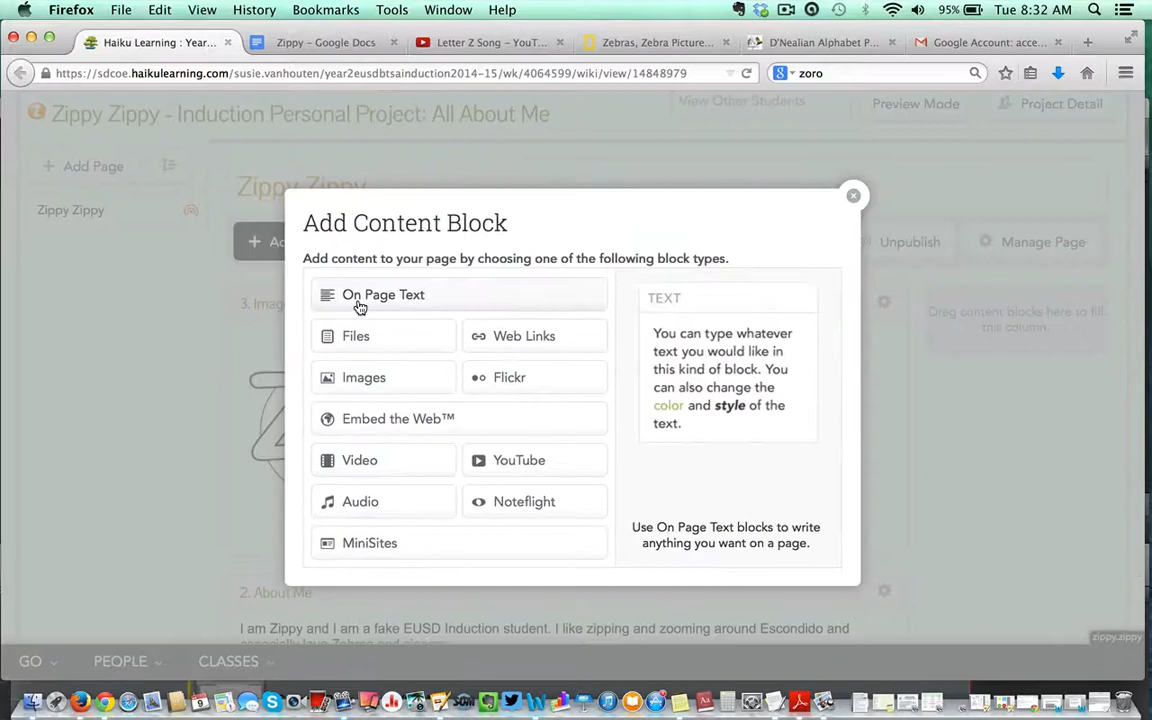 Firefox File Edit View History Bookmarks Tools Window Help 95% Tue 8:32 AM
Haiku Learning : Year... Zippy – Google Docs Letter Z Song – YouT... Zebras, Zebra Picture... D'Nealian Alphabet P... Google Account: acce...
https://sdcoe.haikulearning.com/susie.vanhouten/year2eusdbtsainduction2014-15/wk/4064599/wiki/view/14848979 zoro
Zippy Zippy - Induction Personal Project: All About Me View Other Students Preview Mode Project Detail
+ Add Page
Zippy Zippy
Zippy Zippy
Unpublish Manage Page
Add Content Block
Add content to your page by choosing one of the following block types.
On Page Text
Files Web Links
Images Flickr
Embed the Web™
Video YouTube
Audio Noteflight
MiniSites
TEXT
You can type whatever
text you would like in
this kind of block. You
can also change the
color and style of the
text.
Use On Page Text blocks to write
anything you want on a page.
Drag content blocks here to fill
this column.
2. About Me
I am Zippy and I am a fake EUSD Induction student. I like zipping and zooming around Escondido and
zippy.zippy
GO PEOPLE CLASSES